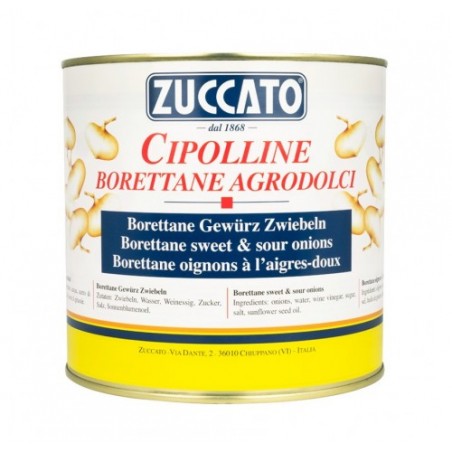 ZUCCATO
dal 1868
CIPOLLINE
BORETTANE AGRODOLCI
Borettane Gewürz Zwiebeln
Borettane sweet & sour onions
Borettane oignons à l'aigres-doux
Borettane Gewürz Zwiebeln
Zutaten: Zwiebeln, Wasser, Weinessig, Zucker,
Salz, Sonnenblumenoel.
Borettane sweet & sour onions
Ingredients: onions, water, wine vinegar, sugar,
salt, sunflower seed oil.
ZUCCATO - VIA DANTE, 2 - 36010 CHIUPPANO (VI) - ITALIA